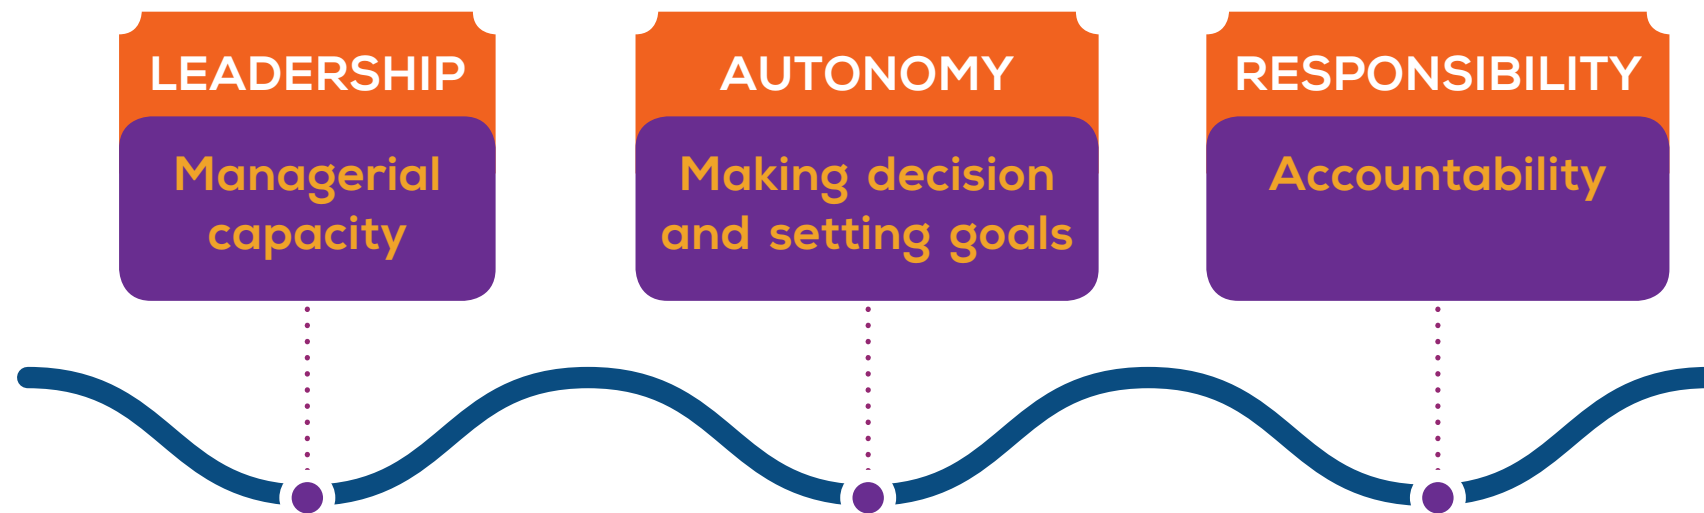 LEADERSHIP
Managerial
capacity
AUTONOMY
Making decision
and setting goals
RESPONSIBILITY
Accountability